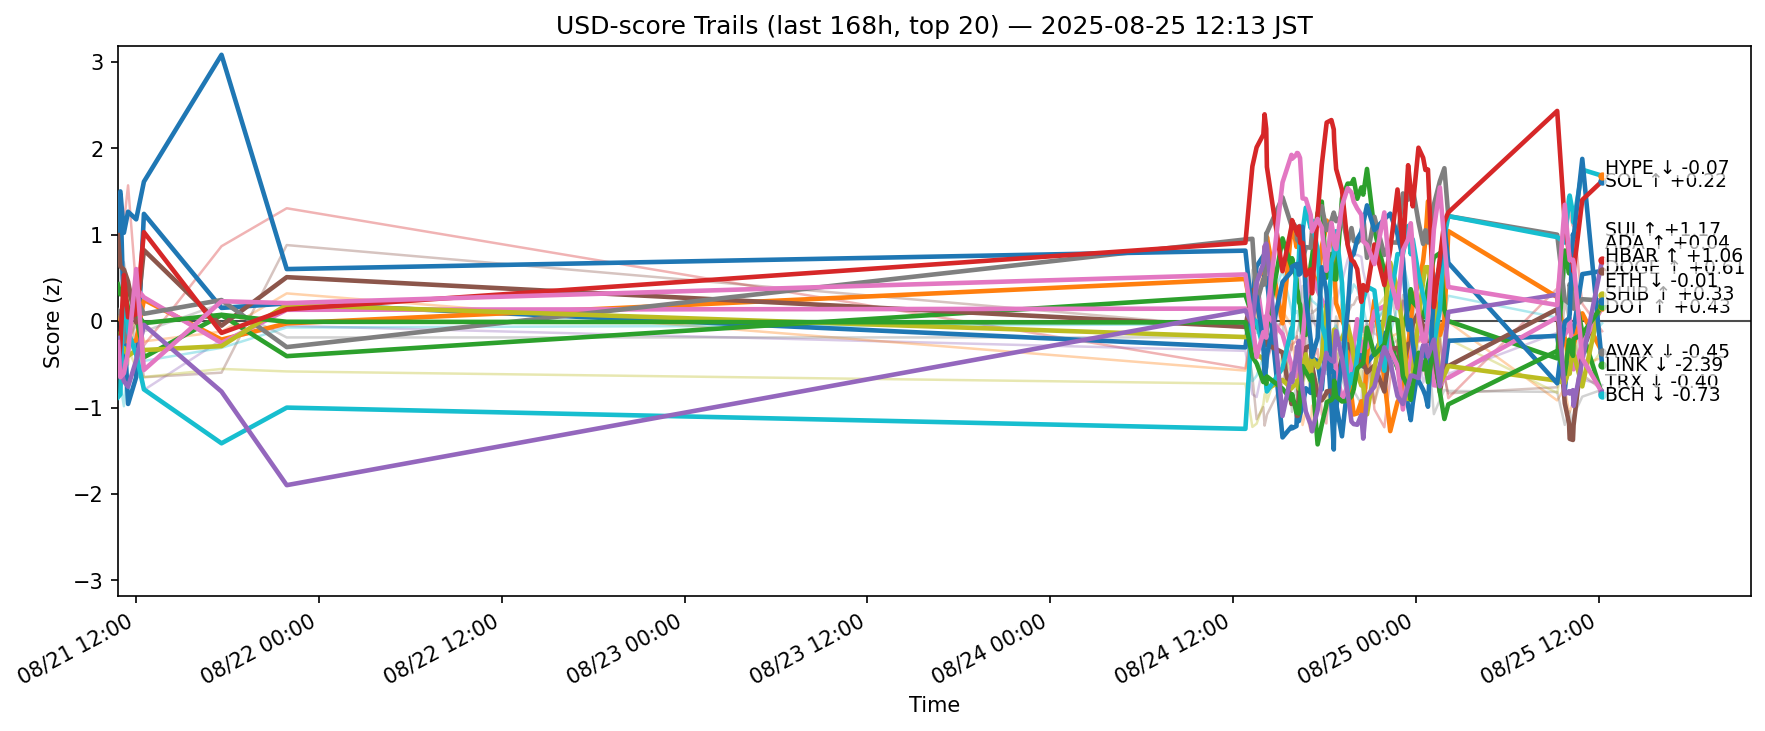 USD-score Trails (last 168h, top 20) — 2025-08-25 12:13 JST
Score (z)
3
2
1
0
−1
−2
−3
HYPE ↓ -0.07
SOL ↑ +0.22
SUI ↑ +1.17
ADA ↑ +0.04
HBAR ↑ +1.06
DOGE ↑ +0.61
ETH ↓ -0.01
SHIB ↑ +0.33
DOT ↑ +0.43
AVAX ↓ -0.45
LINK ↓ -2.39
TRX ↓ -0.40
BCH ↓ -0.73
08/21 12:00
08/22 00:00
08/22 12:00
08/23 00:00
08/23 12:00
08/24 00:00
08/24 12:00
08/25 00:00
08/25 12:00
Time